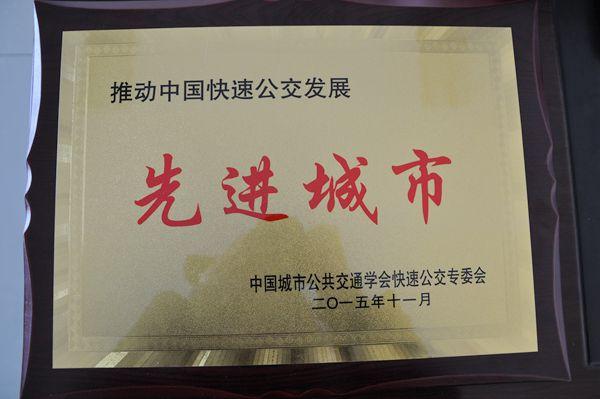 推动中国快速公交发展
先进城市
中国城市公共交通学会快速公交专委会
二〇一五年十一月